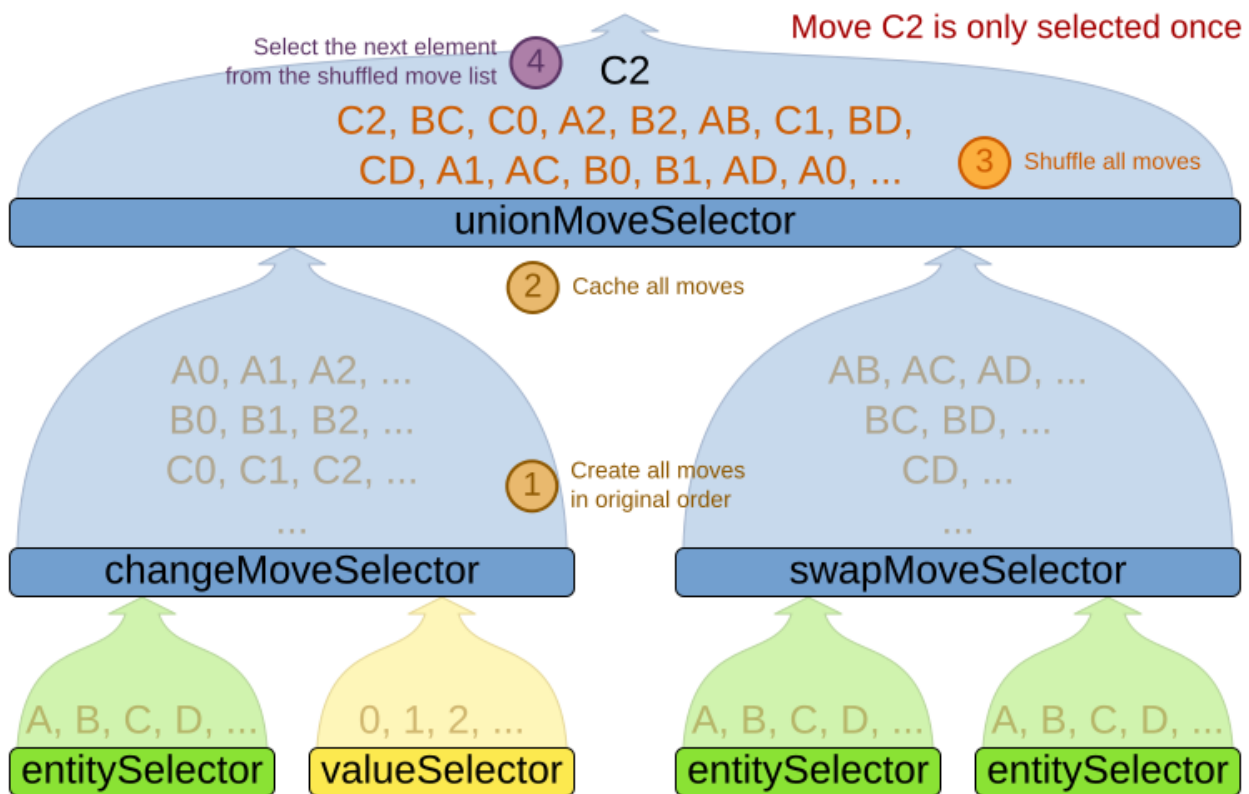 Move C2 is only selected once
Select the next element
from the shuffled move list
4
C2
C2, BC, C0, A2, B2, AB, C1, BD,
CD, A1, AC, B0, B1, AD, A0, ...
3
Shuffle all moves
unionMoveSelector
2
Cache all moves
A0, A1, A2, ...
B0, B1, B2, ...
C0, C1, C2, ...
...
1
Create all moves
in original order
AB, AC, AD, ...
BC, BD, ...
CD, ...
...
changeMoveSelector
swapMoveSelector
A, B, C, D, ...
0, 1, 2, ...
A, B, C, D, ...
A, B, C, D, ...
entitySelector
valueSelector
entitySelector
entitySelector